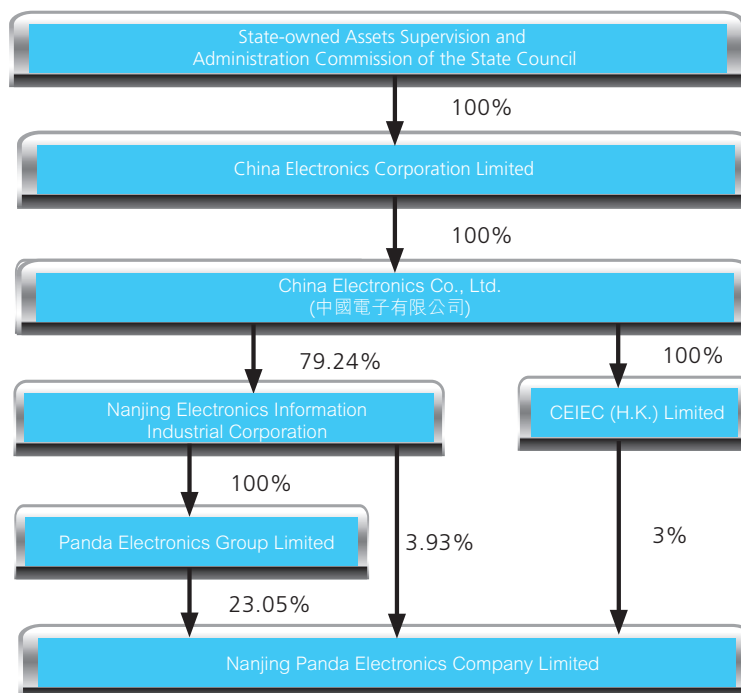 State-owned Assets Supervision and
Administration Commission of the State Council
100%
China Electronics Corporation Limited
100%
China Electronics Co., Ltd.
(中國電子有限公司)
79.24%
100%
Nanjing Electronics Information
Industrial Corporation
CEIEC (H.K.) Limited
100%
Panda Electronics Group Limited
3.93%
3%
23.05%
Nanjing Panda Electronics Company Limited